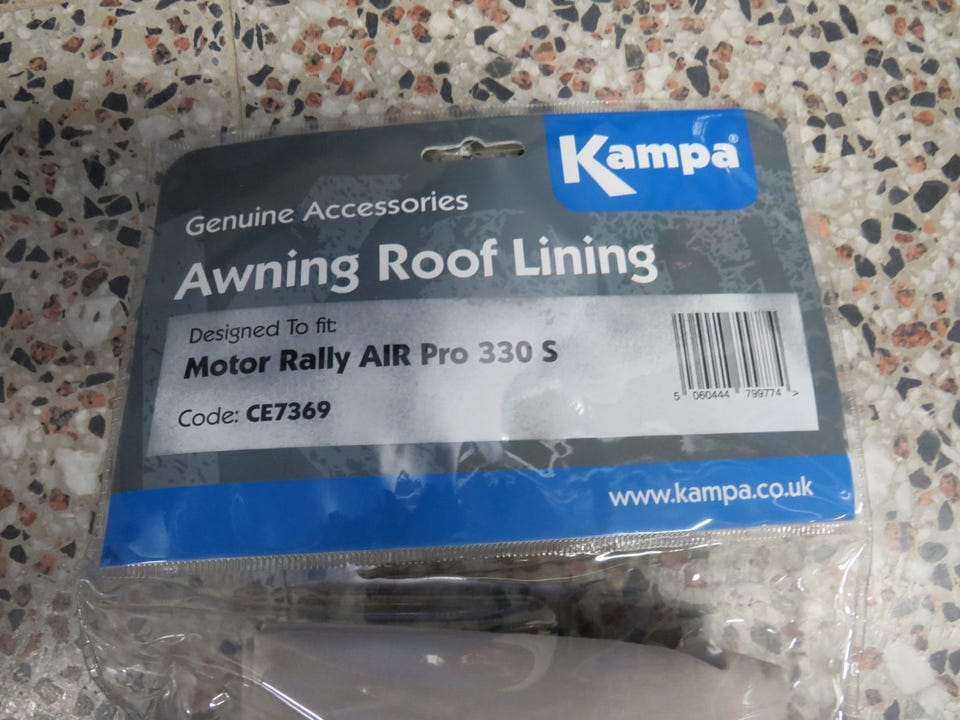 Kampa®
Genuine Accessories
Awning Roof Lining
Designed To fit:
Motor Rally AIR Pro 330 S
Code: CE7369
5 060444 799774 >
www.kampa.co.uk